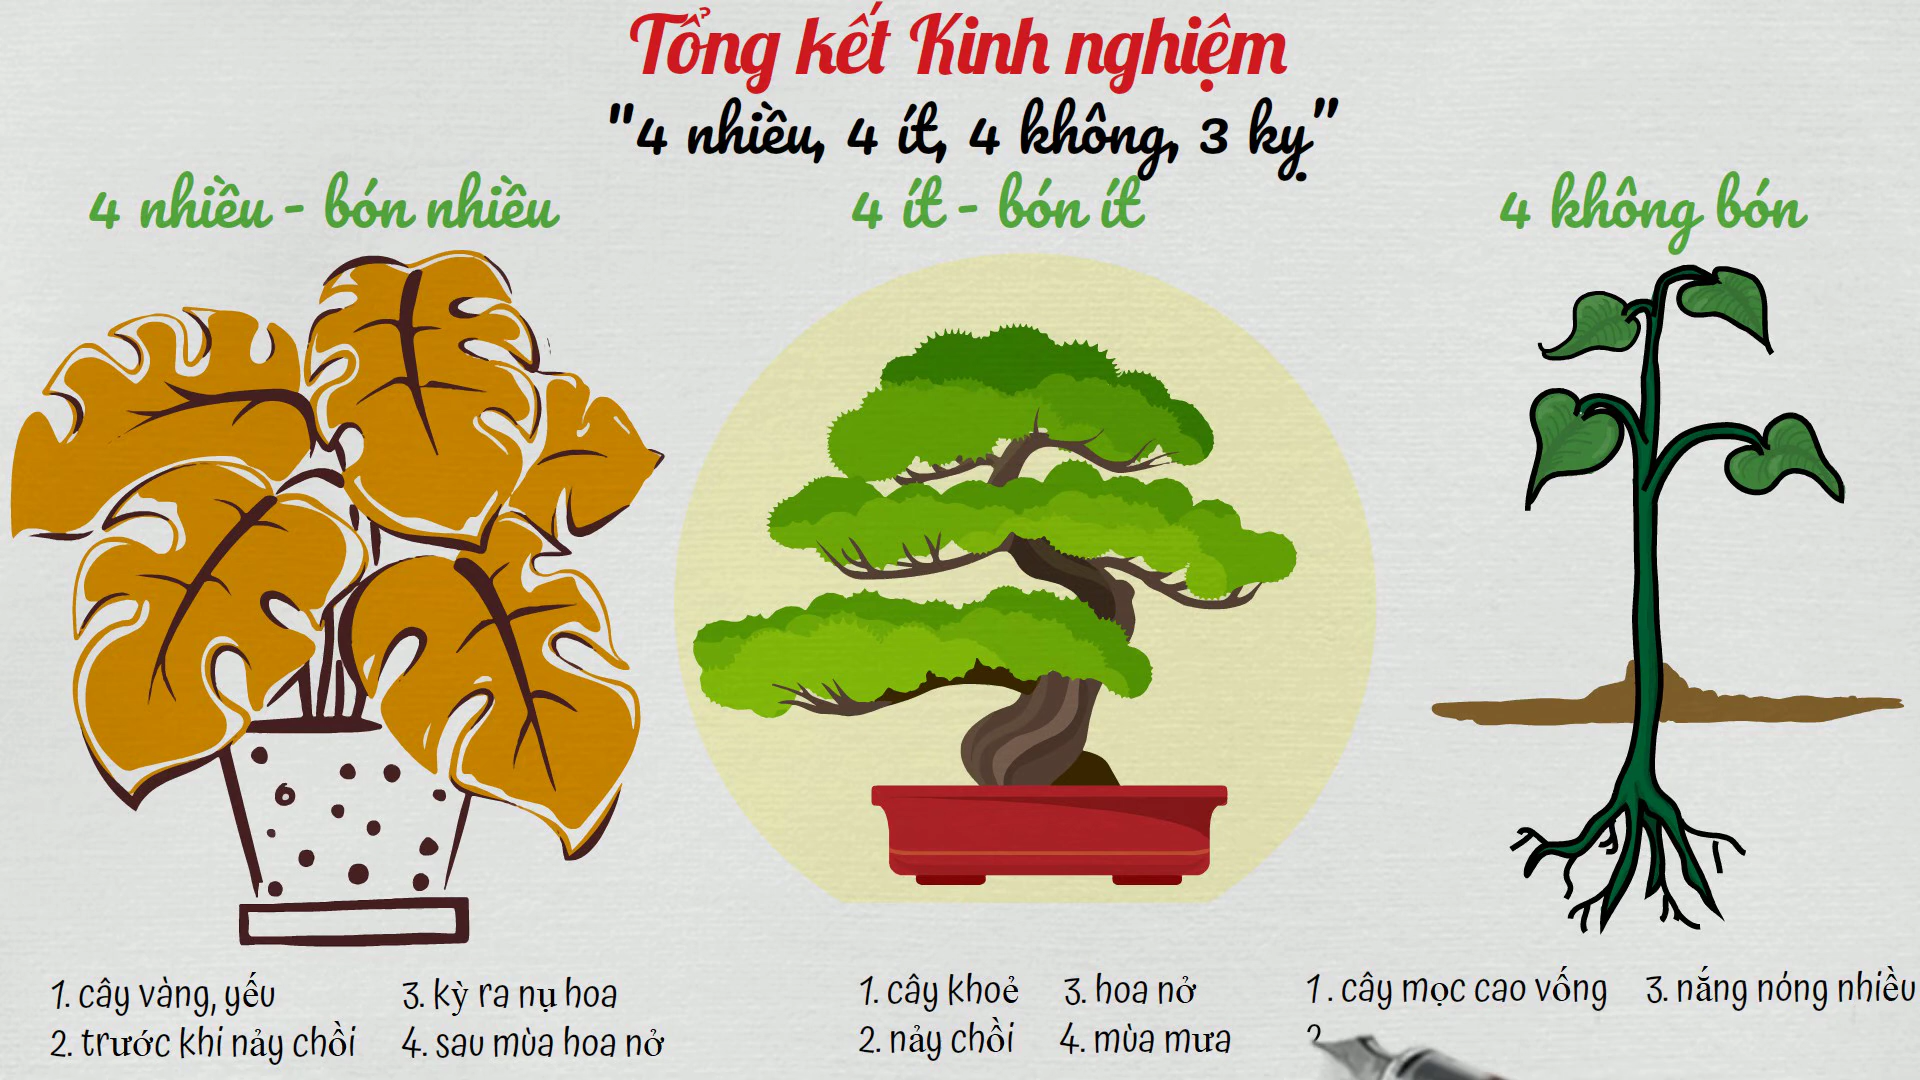 Tổng kết Kinh nghiệm
"4 nhiều, 4 ít, 4 không, 3 kỵ"
4 nhiều - bón nhiều
1. cây vàng, yếu
2. trước khi nảy chồi
3. kỳ ra nụ hoa
4. sau mùa hoa nở
4 ít - bón ít
1. cây khoẻ
2. nảy chồi
3. hoa nở
4. mùa mưa
4 không bón
1 . cây mọc cao vống
2
3. nắng nóng nhiều